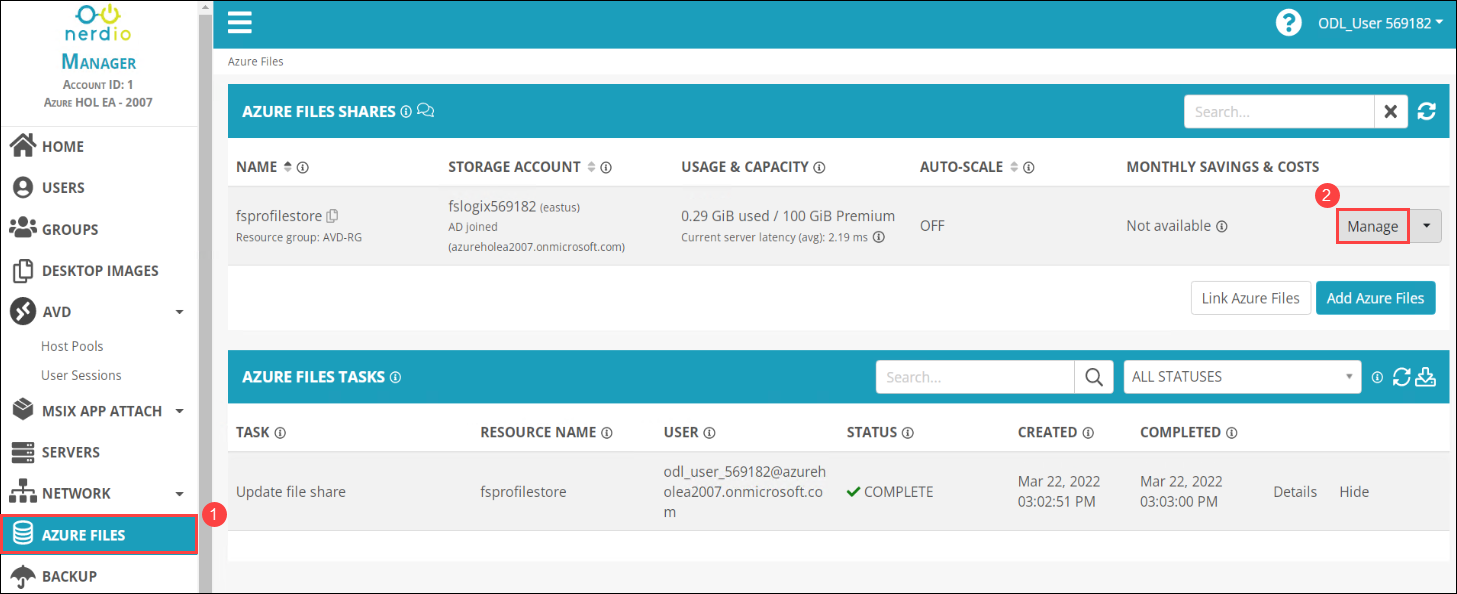 nerdio
MANAGER
ACCOUNT ID: 1
AZURE HOL EA - 2007
HOME
USERS
GROUPS
DESKTOP IMAGES
AVD
Host Pools
User Sessions
MSIX APP ATTACH
SERVERS
NETWORK
1
AZURE FILES
BACKUP
? ODL_User 569182
Azure Files
AZURE FILES SHARES Search...
NAME STORAGE ACCOUNT USAGE & CAPACITY AUTO-SCALE MONTHLY SAVINGS & COSTS
2
fsprofilestore
Resource group: AVD-RG
fslogix569182 (eastus)
AD joined
(azureholea2007.onmicrosoft.com)
0.29 GiB used / 100 GiB Premium
Current server latency (avg): 2.19 ms
OFF
Not available
Manage
Link Azure Files Add Azure Files
AZURE FILES TASKS Search... ALL STATUSES
TASK RESOURCE NAME USER STATUS CREATED COMPLETED
Update file share
fsprofilestore
odl_user_569182@azureh
olea2007.onmicrosoft.co
m
COMPLETE
Mar 22, 2022
03:02:51 PM
Mar 22, 2022
03:03:00 PM
Details Hide